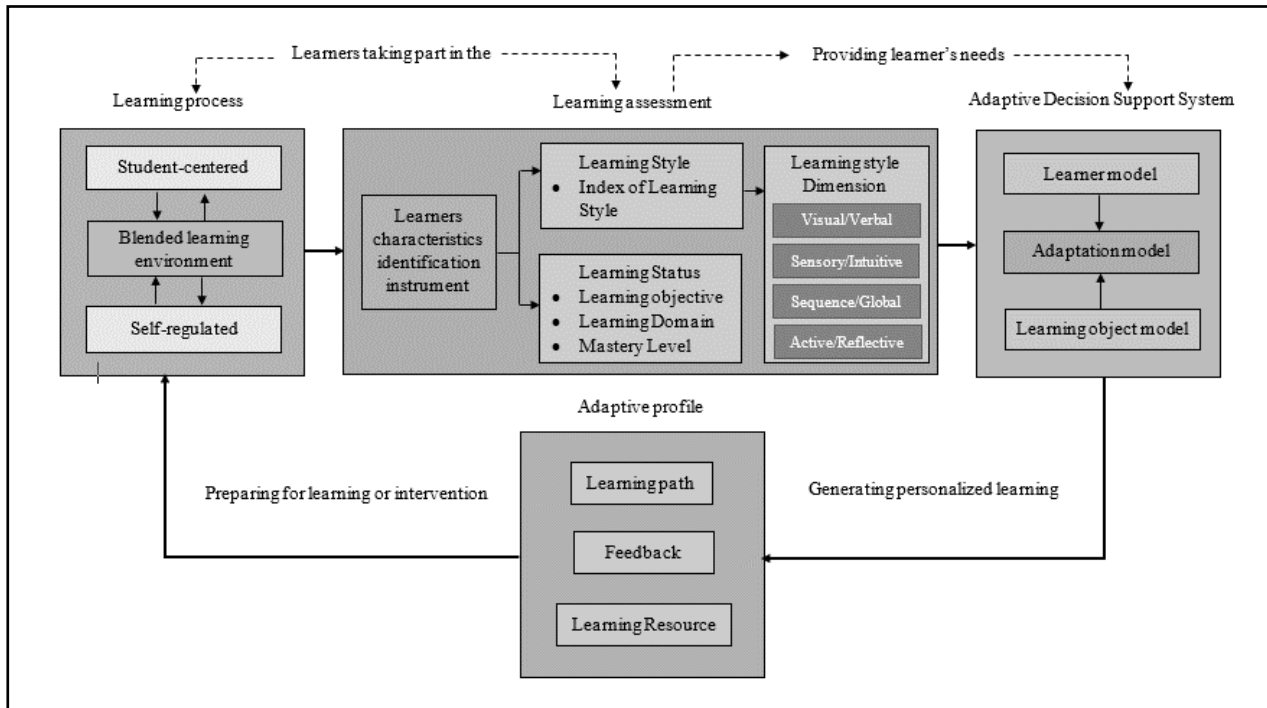 Learners taking part in the
Providing learner's needs
Learning process
Learning assessment
Adaptive Decision Support System
Student-centered
Blended learning
environment
Self-regulated
Learners
characteristics
identification
instrument
Learning Style
• Index of Learning
Style
Learning Status
• Learning objective
• Learning Domain
• Mastery Level
Learning style
Dimension
Visual/Verbal
Sensory/Intuitive
Sequence/Global
Active/Reflective
Learner model
Adaptation model
Learning object model
Adaptive profile
Learning path
Feedback
Learning Resource
Preparing for learning or intervention
Generating personalized learning